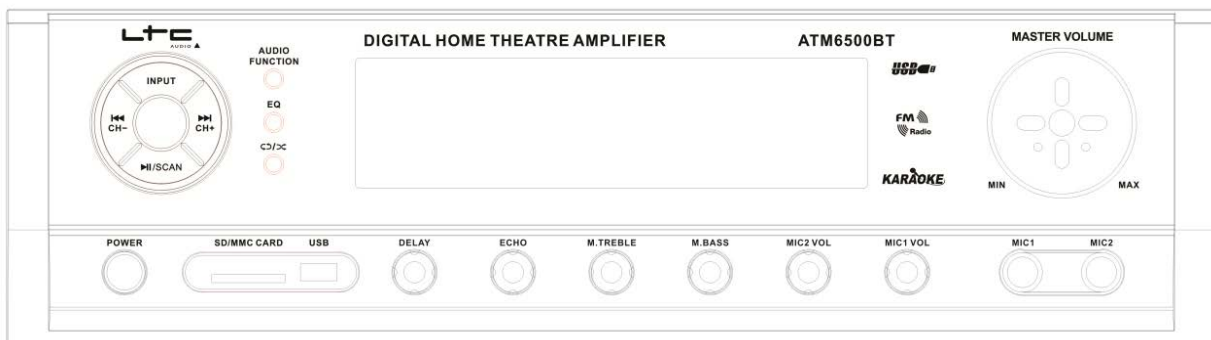 Ltc
AUDIO
AUDIO
FUNCTION
DIGITAL HOME THEATRE AMPLIFIER
ATM6500BT
MASTER VOLUME
INPUT
EQ
USB
CH−
CH+
FM
Radio
/SCAN
KARAOKE
MIN
MAX
POWER
SD/MMC CARD
USB
DELAY
ECHO
M.TREBLE
M.BASS
MIC2 VOL
MIC1 VOL
MIC1
MIC2